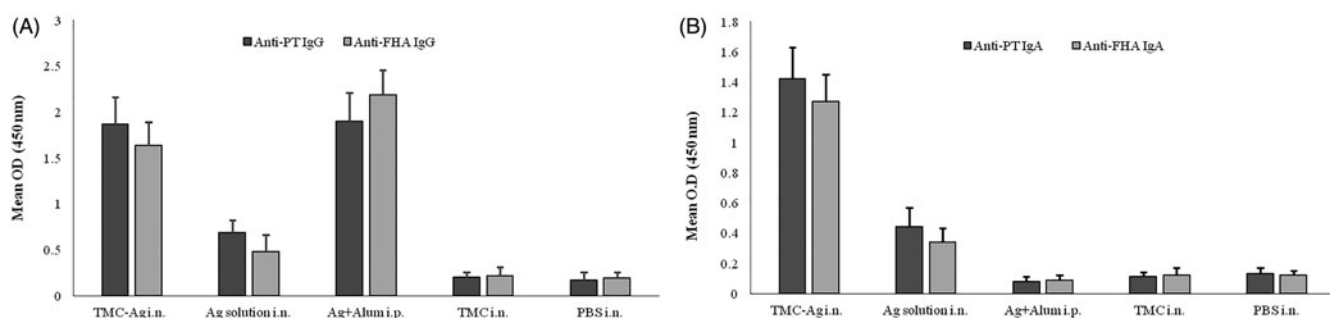 (A)
Mean OD (450 nm)
3
2.5
2
1.5
1
0.5
0
Anti-PT IgG Anti-FHA IgG
TMC-Ag i.n. Ag solution i.n. Ag+Alum i.p. TMC i.n. PBS i.n.
(B)
Mean O.D (450 nm)
1.8
1.6
1.4
1.2
1
0.8
0.6
0.4
0.2
0
Anti-PT IgA Anti-FHA IgA
TMC-Ag i.n. Ag solution i.n. Ag+Alum i.p. TMC i.n. PBS i.n.